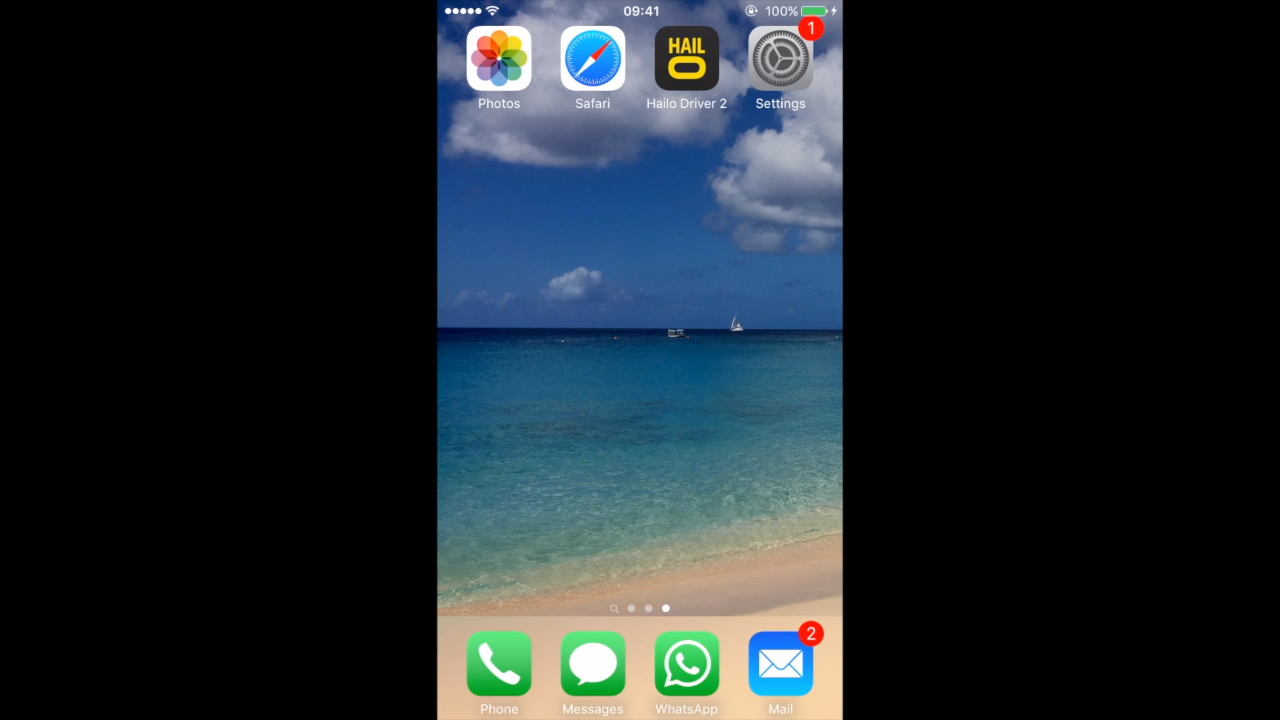 09:41
100%
1
HAIL
O
Photos
Safari
Hailo Driver 2
Settings
2
Phone
Messages
WhatsApp
Mail